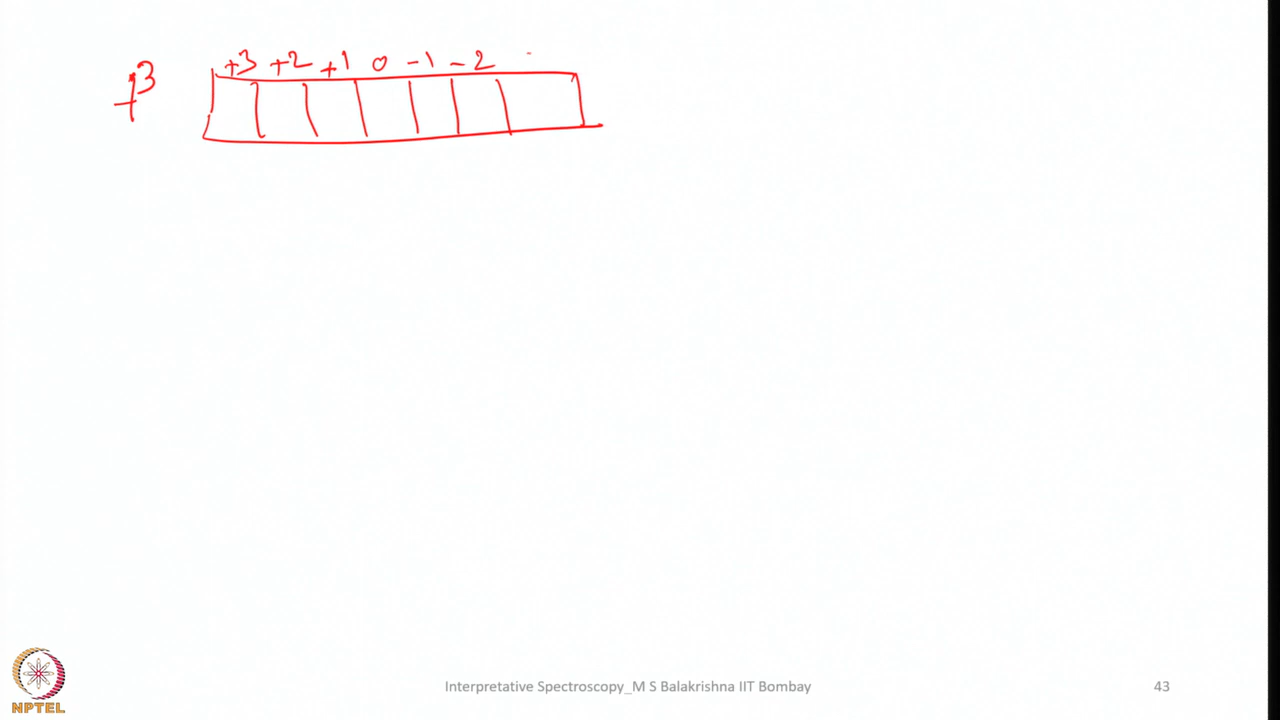 f³ +3 +2 +1 0 -1 -2
NPTEL
Interpretative Spectroscopy_M S Balakrishna IIT Bombay
43